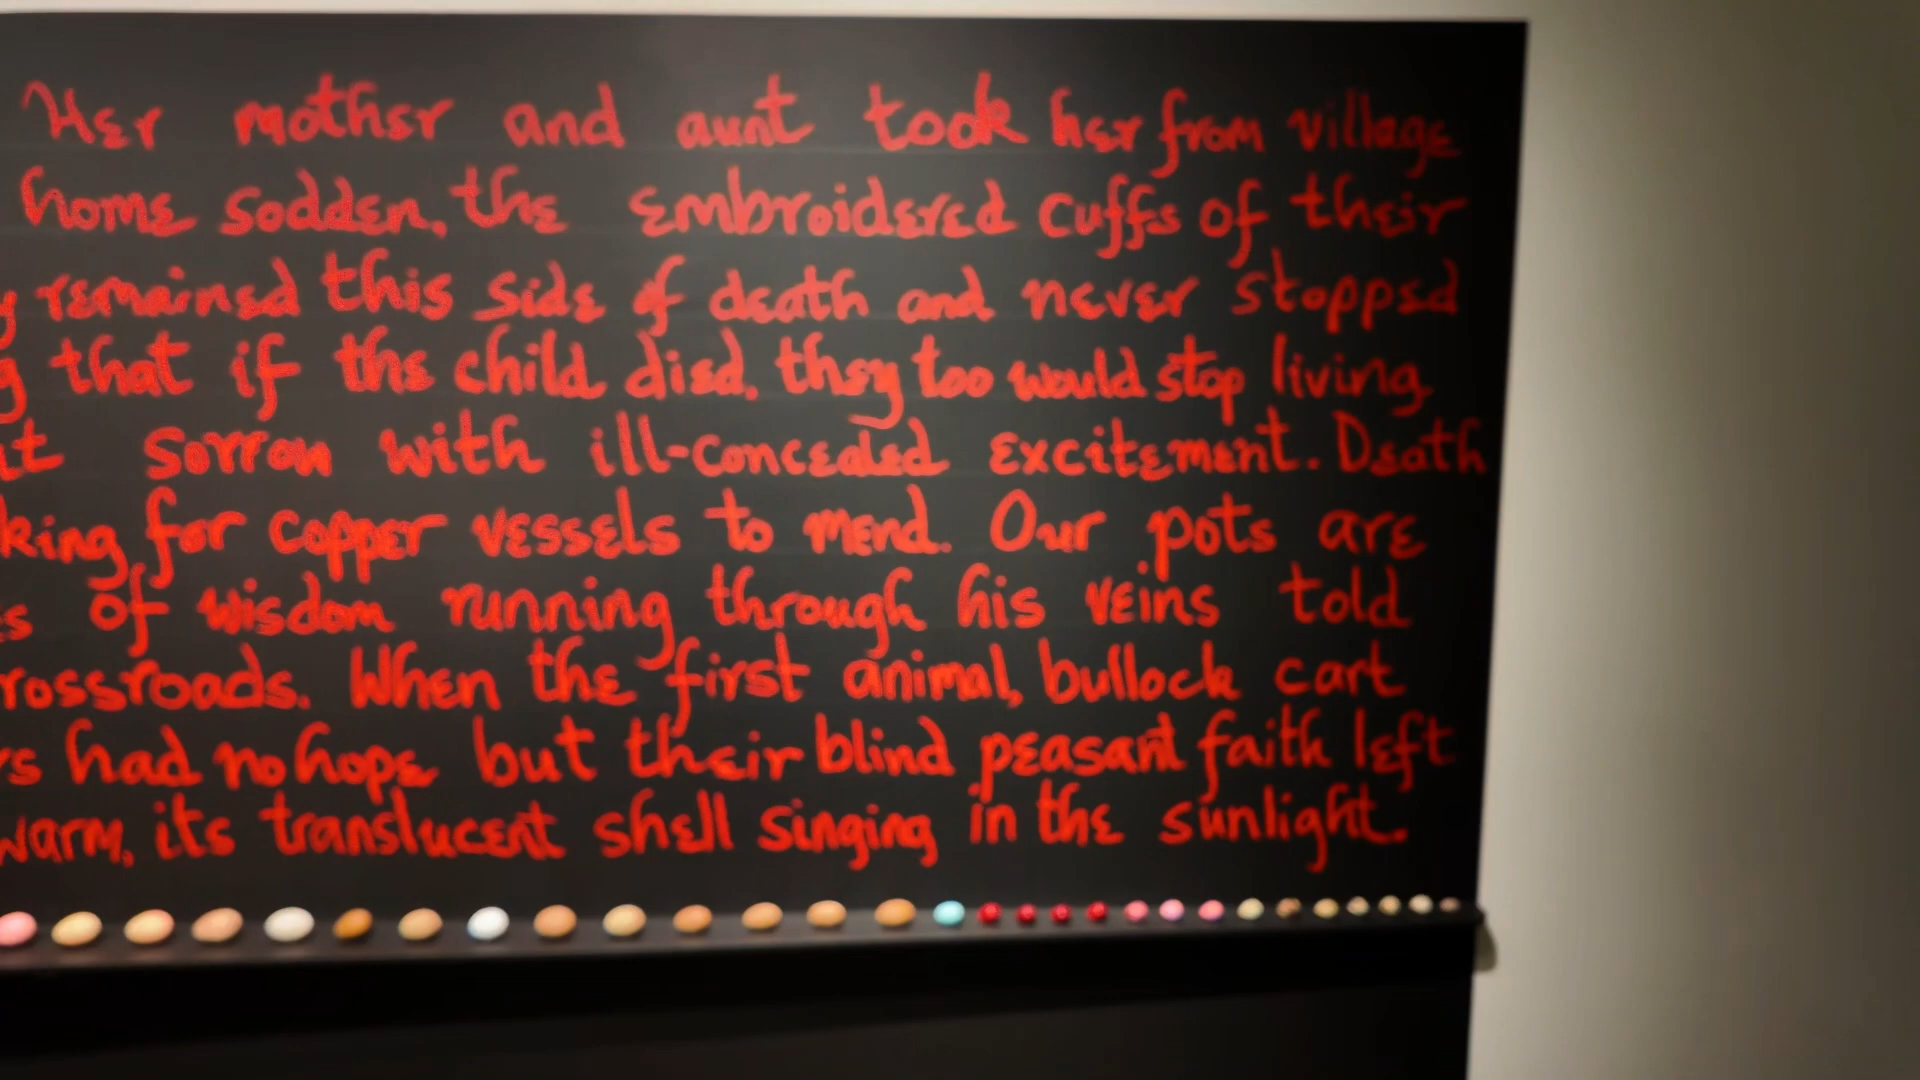 Her mother and aunt took her from village
home sodden, the embroidered cuffs of their
remained this side of death and never stopped
that if the child died, they too would stop living
sorrow with ill-concealed excitement. Death
king for copper vessels to mend. Our pots are
of wisdom running through his veins told
rossroads. When the first animal, bullock cart
rs had no hope but their blind peasant faith left
warm, its translucent shell singing in the sunlight.